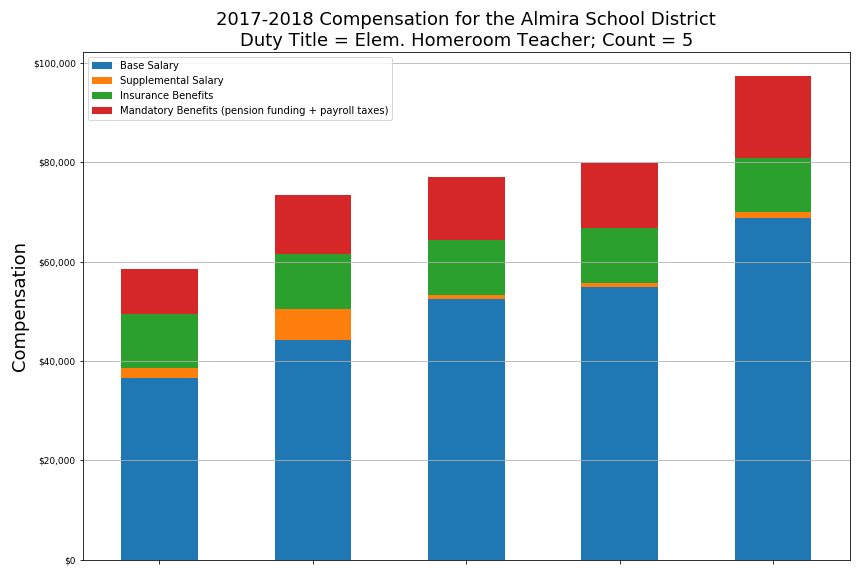 2017-2018 Compensation for the Almira School District
Duty Title = Elem. Homeroom Teacher; Count = 5
$100,000
Base Salary
Supplemental Salary
Insurance Benefits
Mandatory Benefits (pension funding + payroll taxes)
$80,000
$60,000
Compensation
$40,000
$20,000
$0